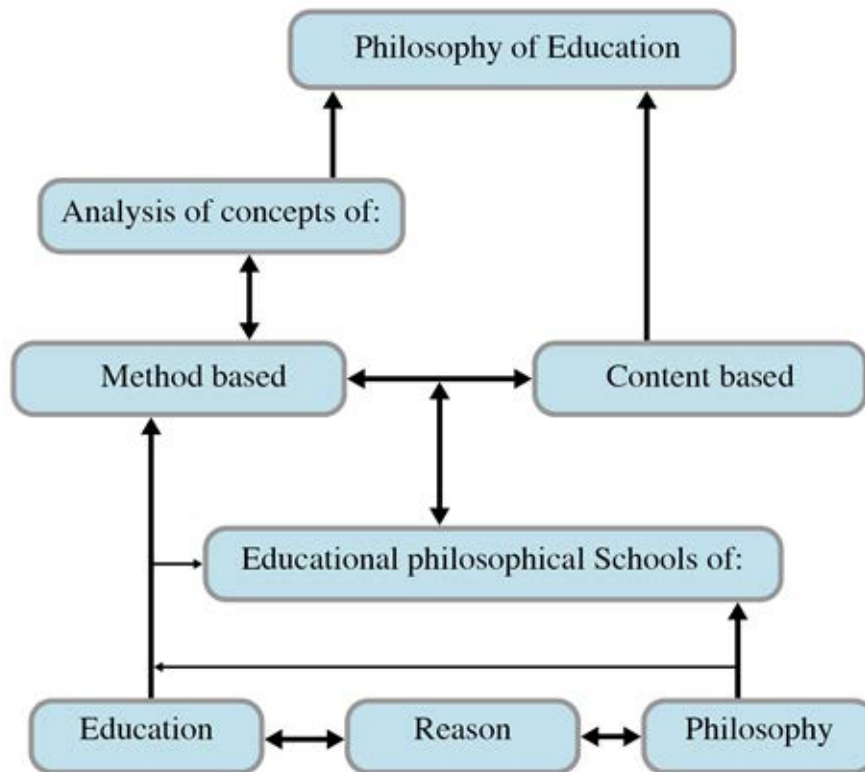 Philosophy of Education
Analysis of concepts of:
Method based
Content based
Educational philosophical Schools of:
Education
Reason
Philosophy